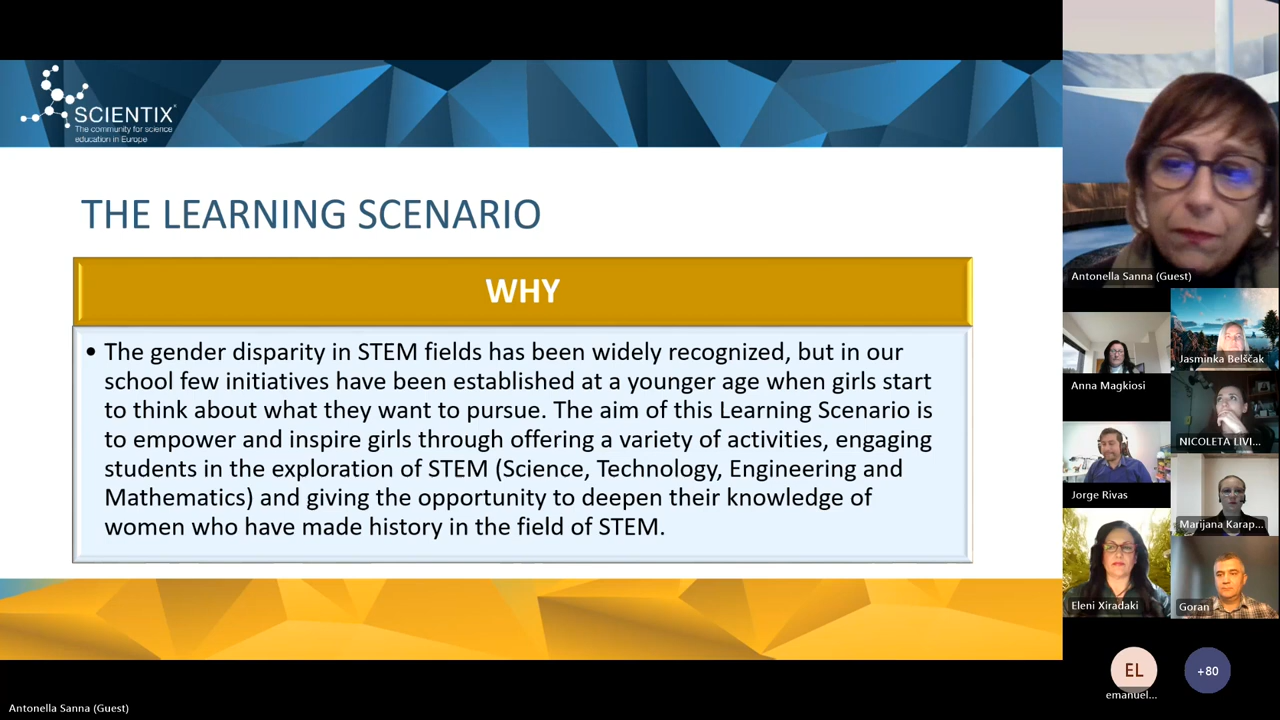 SCIENTIX®
The community for science
education in Europe
THE LEARNING SCENARIO
WHY
• The gender disparity in STEM fields has been widely recognized, but in our
school few initiatives have been established at a younger age when girls start
to think about what they want to pursue. The aim of this Learning Scenario is
to empower and inspire girls through offering a variety of activities, engaging
students in the exploration of STEM (Science, Technology, Engineering and
Mathematics) and giving the opportunity to deepen their knowledge of
women who have made history in the field of STEM.
Antonella Sanna (Guest)
Anna Magkiosi
Jasminka Belščak
NICOLETA LIVI...
Jorge Rivas
Marijana Karap...
Eleni Xiradaki
Goran
EL
emanuel...
+80
Antonella Sanna (Guest)